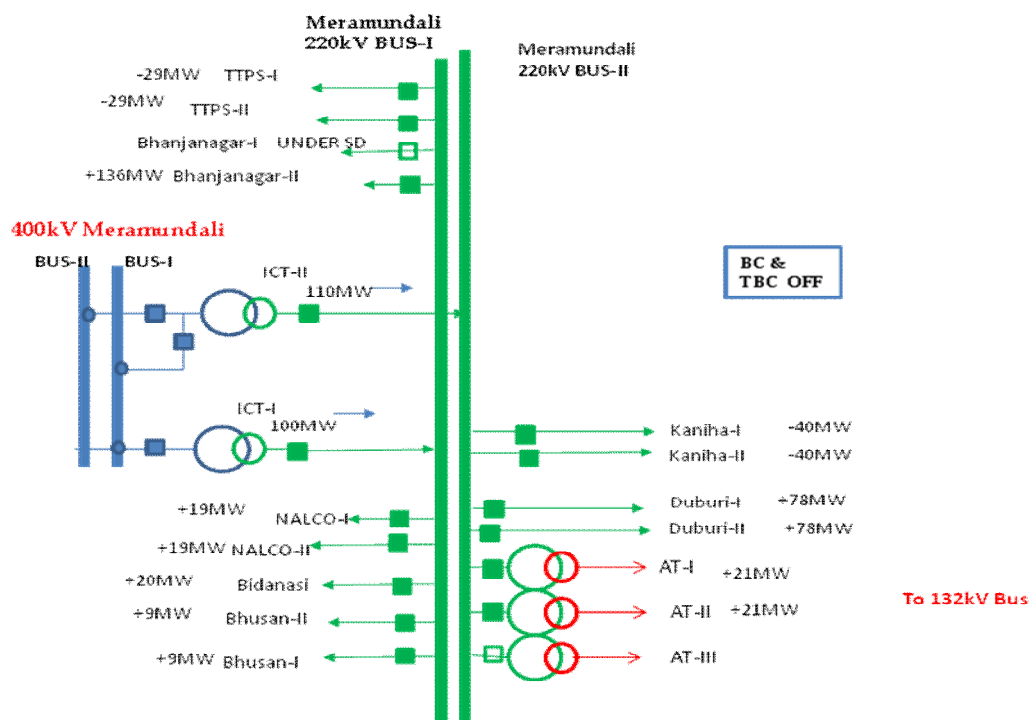 Meramundali
220kV BUS-I
Meramundali
220kV BUS-II
-29MW TTPS-I
-29MW TTPS-II
Bhanjanagar-I UNDER SD
+136MW Bhanjanagar-II
400kV Meramundali
BUS-II BUS-I
ICT-II
110MW
BC &
TBC OFF
ICT-I
100MW
Kaniha-I -40MW
Kaniha-II -40MW
+19MW NALCO-I
Duburi-I +78MW
+19MW NALCO-II
Duburi-II +78MW
+20MW Bidanasi
AT-I +21MW
+9MW Bhusan-II
AT-II +21MW
To 132kV Bus
+9MW Bhusan-I
AT-III